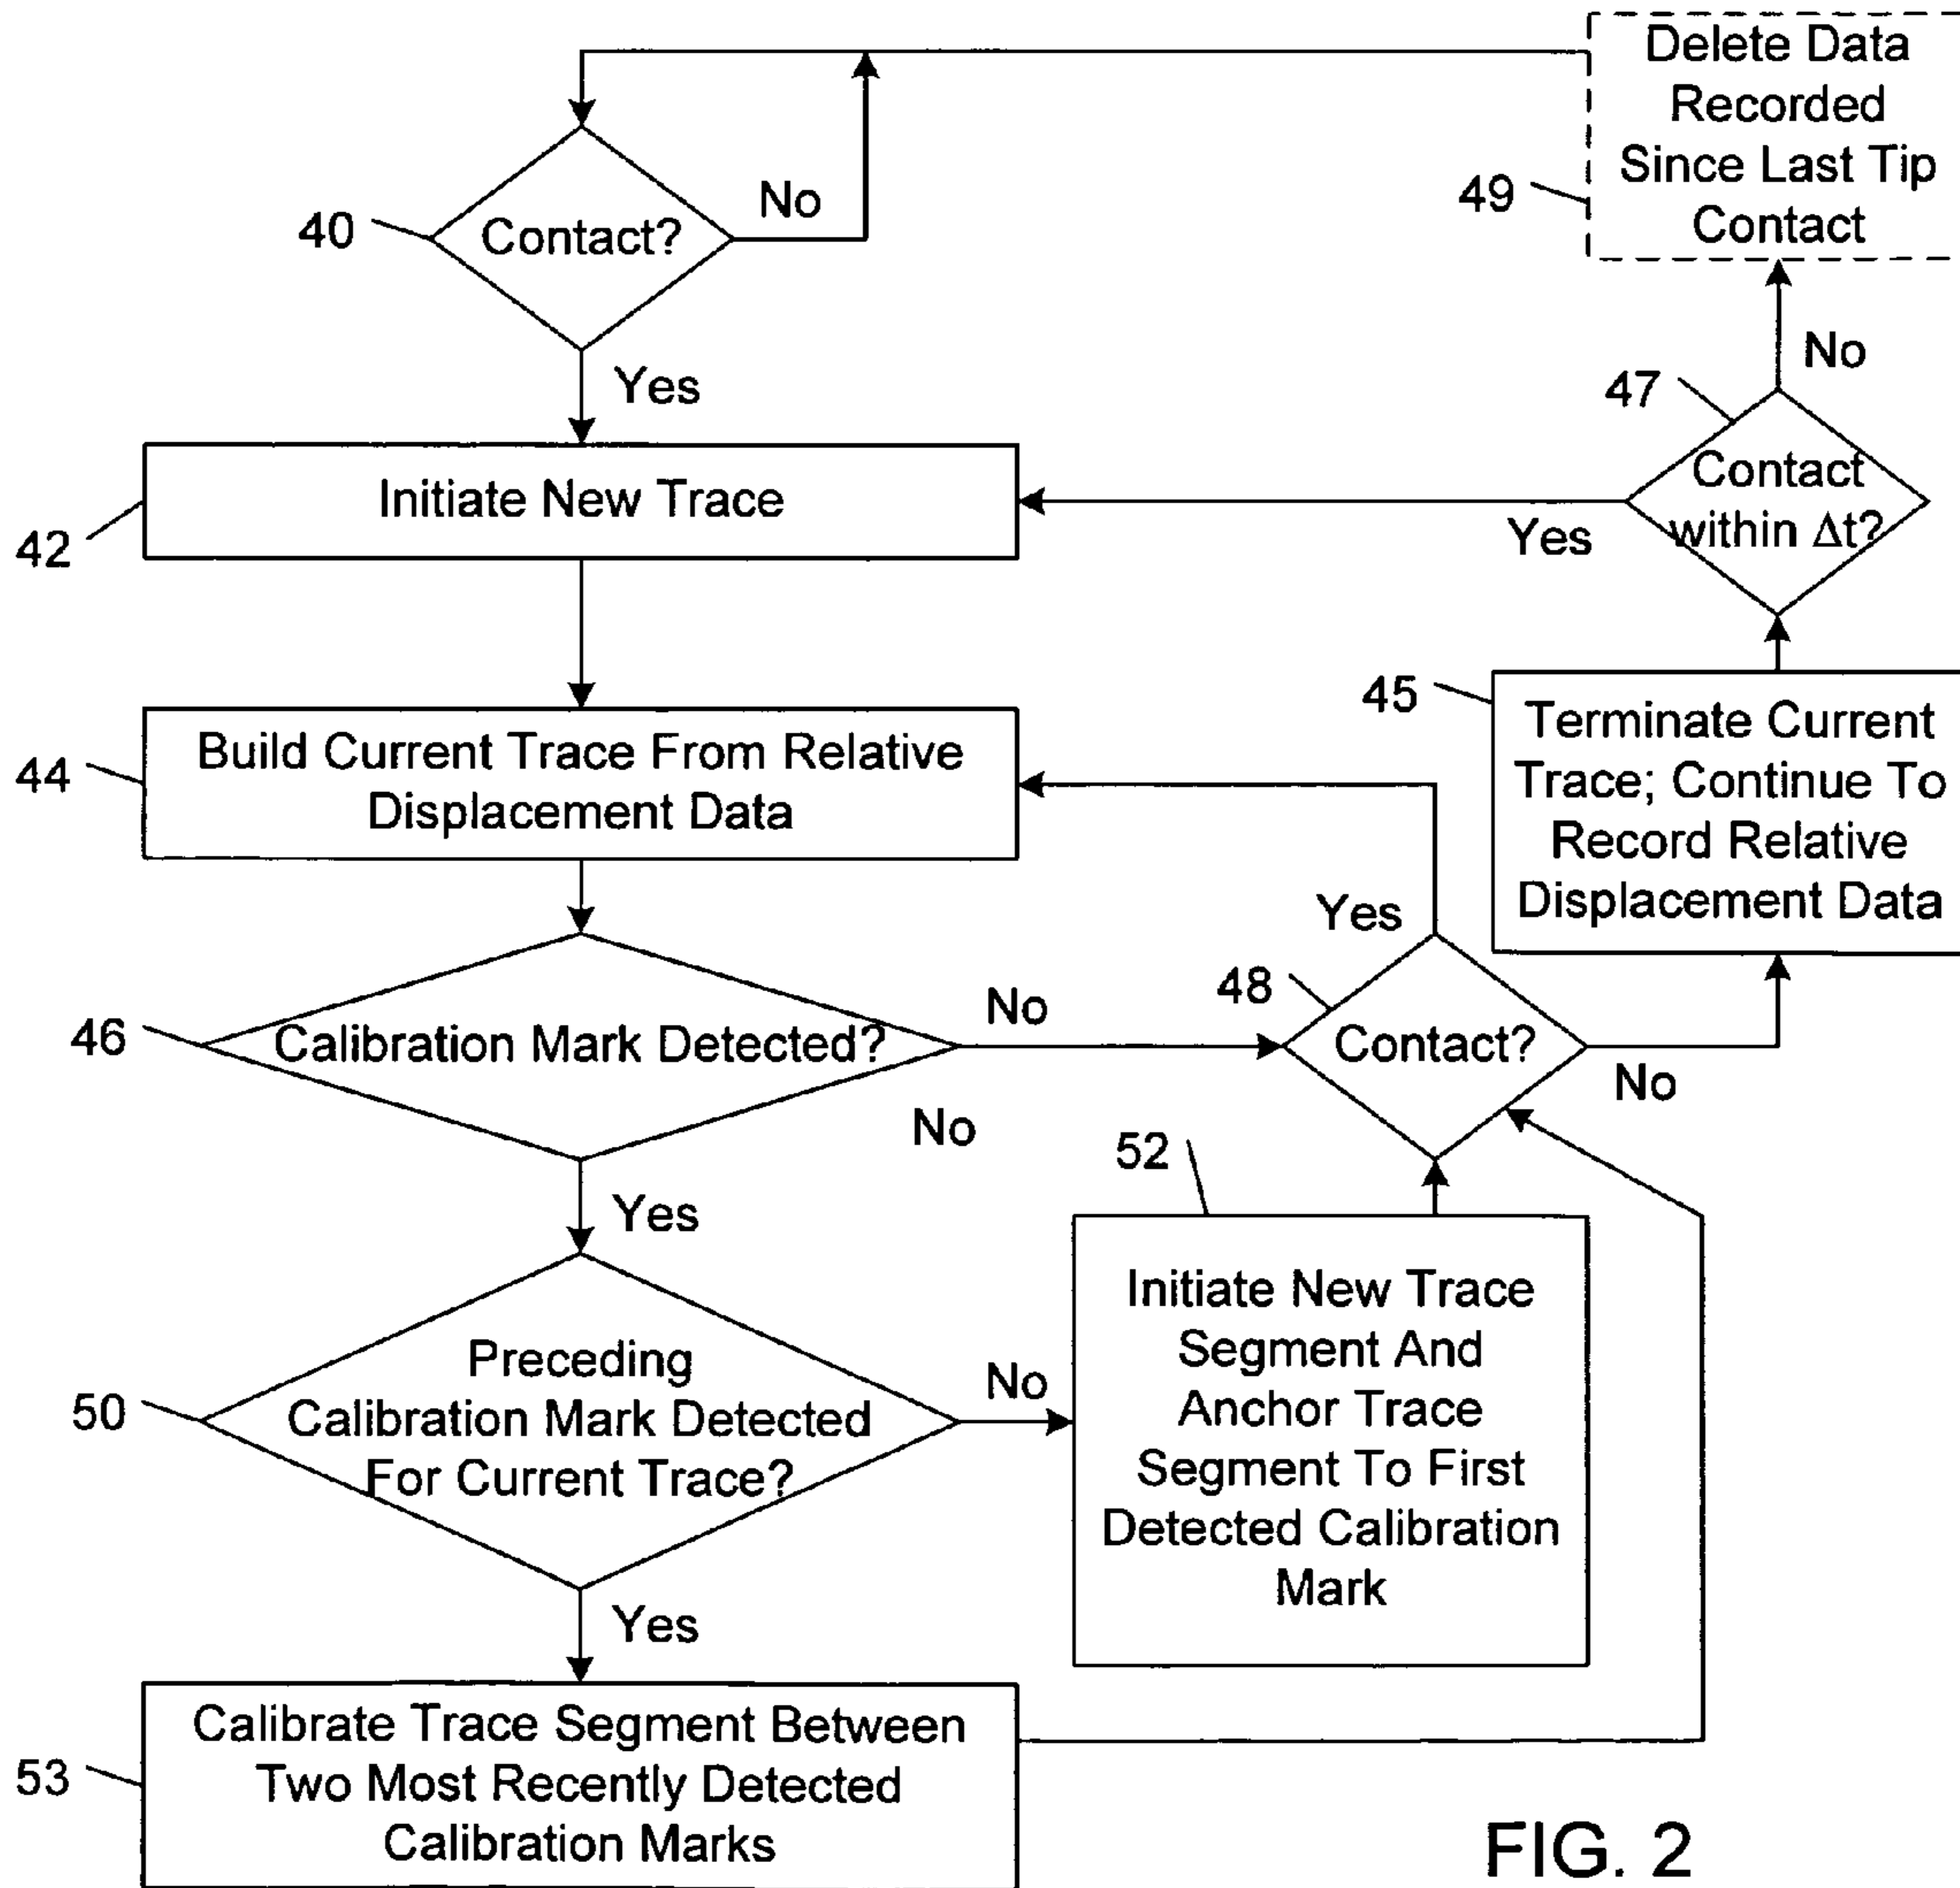 Delete Data
Recorded
Since Last Tip
Contact
49
No
40
Contact?
Yes
No
47
Contact
within Δt?
Yes
42
Initiate New Trace
45
Terminate Current
Trace; Continue To
Record Relative
Displacement Data
44
Build Current Trace From Relative
Displacement Data
Yes
48
Contact?
No
46
Calibration Mark Detected?
No
No
Yes
52
Initiate New Trace
Segment And
Anchor Trace
Segment To First
Detected Calibration
Mark
50
Preceding
Calibration Mark Detected
For Current Trace?
No
Yes
53
Calibrate Trace Segment Between
Two Most Recently Detected
Calibration Marks
FIG. 2